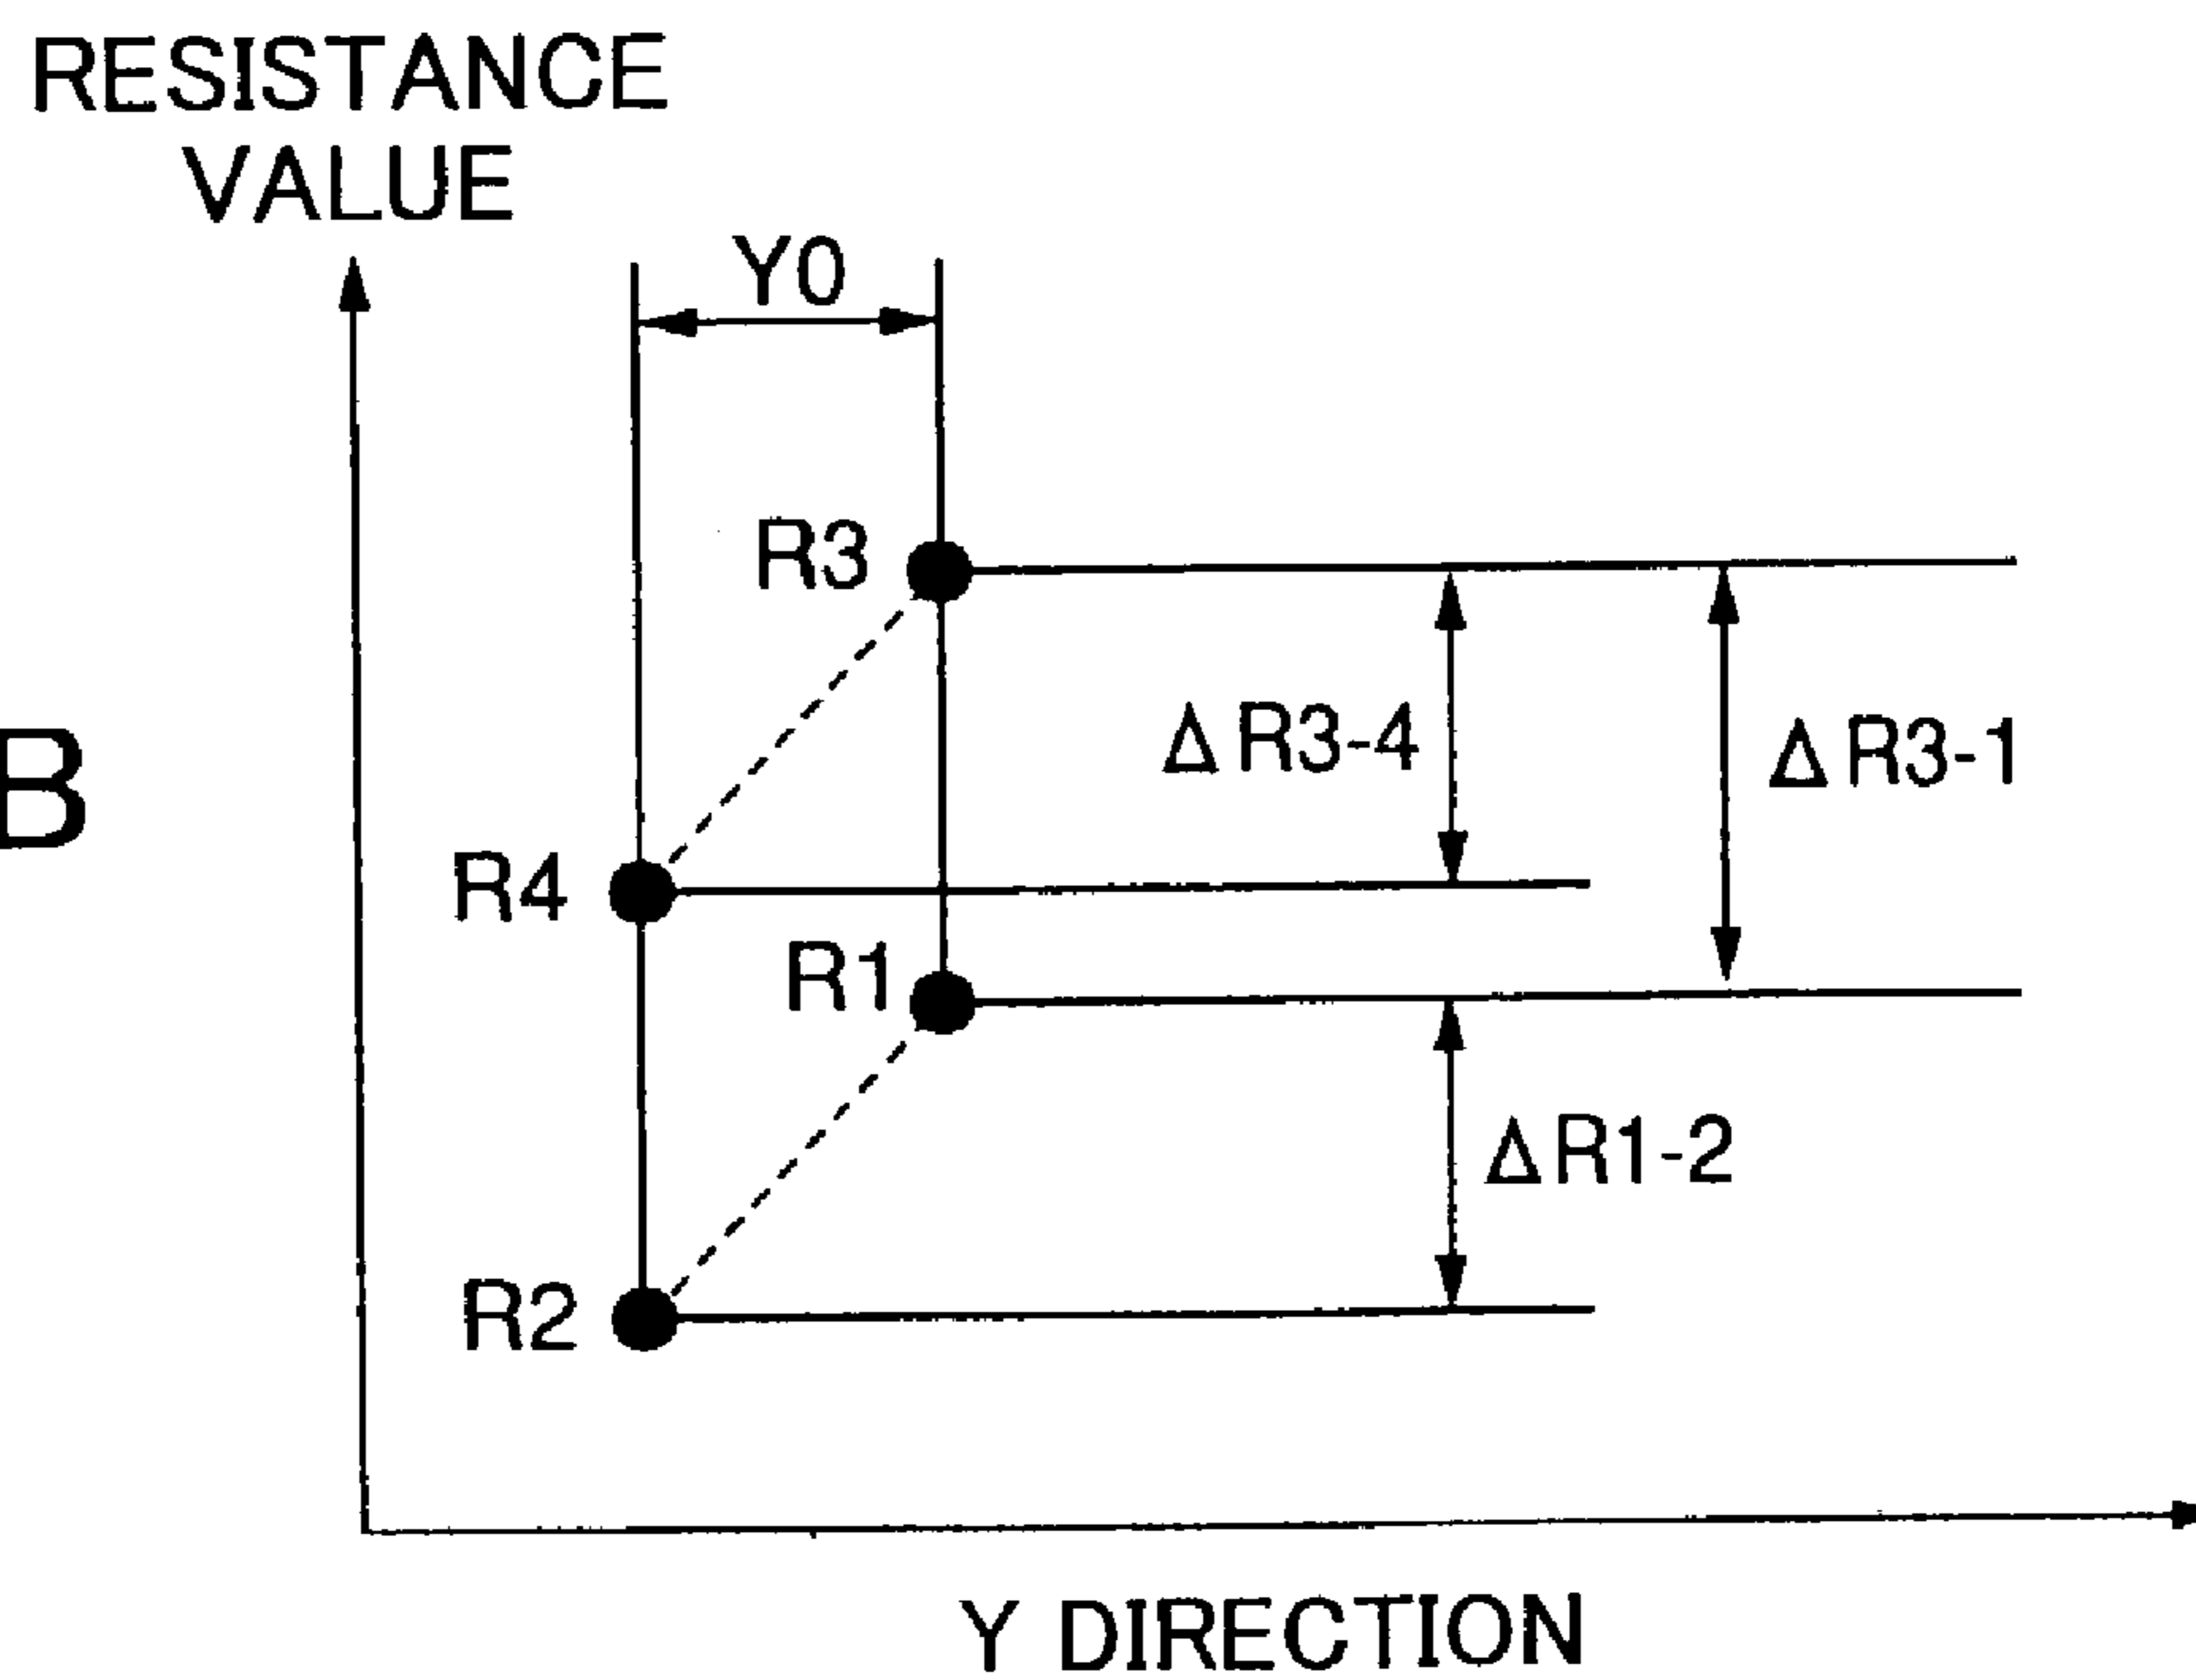 RESISTANCE
VALUE
Y0
R3
ΔR3-4
ΔR3-1
B
R4
R1
ΔR1-2
R2
Y DIRECTION